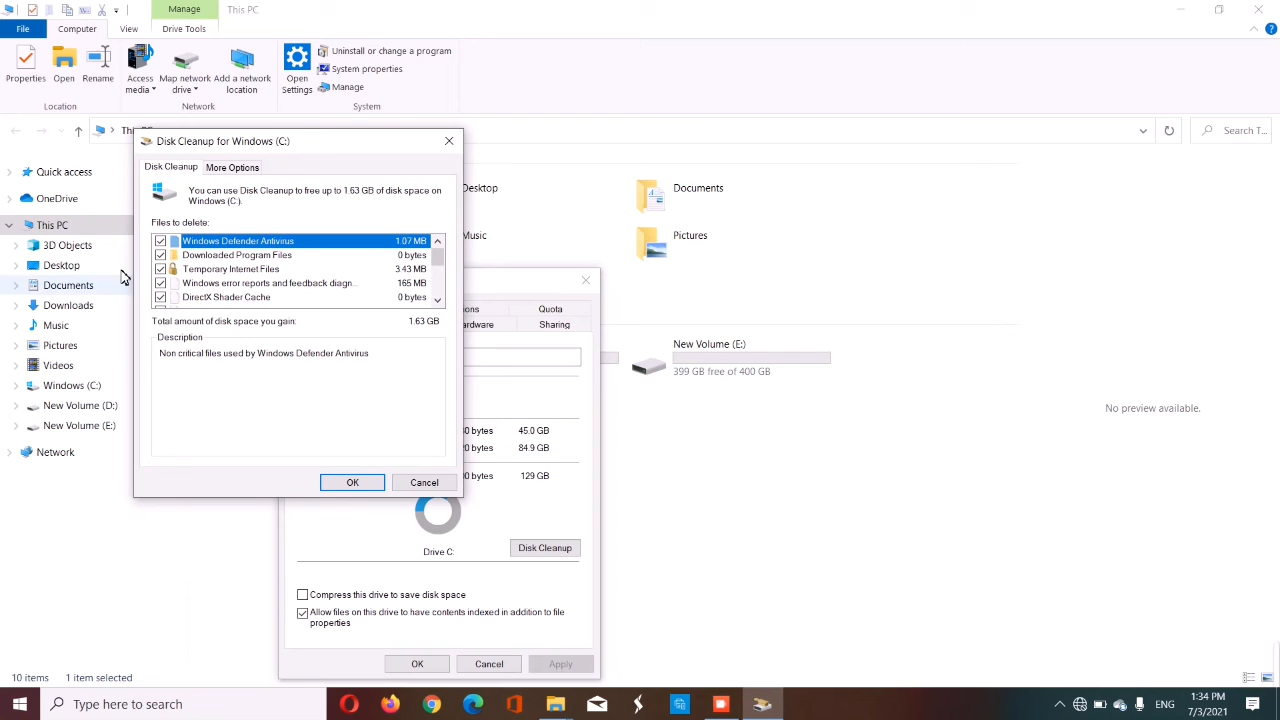 Manage
This PC
File
Computer
View
Drive Tools
Properties
Open
Rename
Access media
Map network drive
Add a network location
Open Settings
Uninstall or change a program
System properties
Manage
Location
Network
System
Search T...
Disk Cleanup for Windows (C:)
Disk Cleanup
More Options
You can use Disk Cleanup to free up to 1.63 GB of disk space on
Windows (C:).
Files to delete:
Windows Defender Antivirus 1.07 MB
Downloaded Program Files 0 bytes
Temporary Internet Files 3.43 MB
Windows error reports and feedback diagn... 165 MB
DirectX Shader Cache 0 bytes
Total amount of disk space you gain: 1.63 GB
Description
Non critical files used by Windows Defender Antivirus
OK
Cancel
Quick access
OneDrive
This PC
3D Objects
Desktop
Documents
Downloads
Music
Pictures
Videos
Windows (C:)
New Volume (D:)
New Volume (E:)
Network
Desktop
Documents
Music
Pictures
New Volume (E:)
399 GB free of 400 GB
No preview available.
Quota
Sharing
bytes 45.0 GB
bytes 84.9 GB
bytes 129 GB
Drive C:
Disk Cleanup
Compress this drive to save disk space
Allow files on this drive to have contents indexed in addition to file
properties
OK
Cancel
Apply
10 items
1 item selected
Type here to search
ENG
1:34 PM
7/3/2021